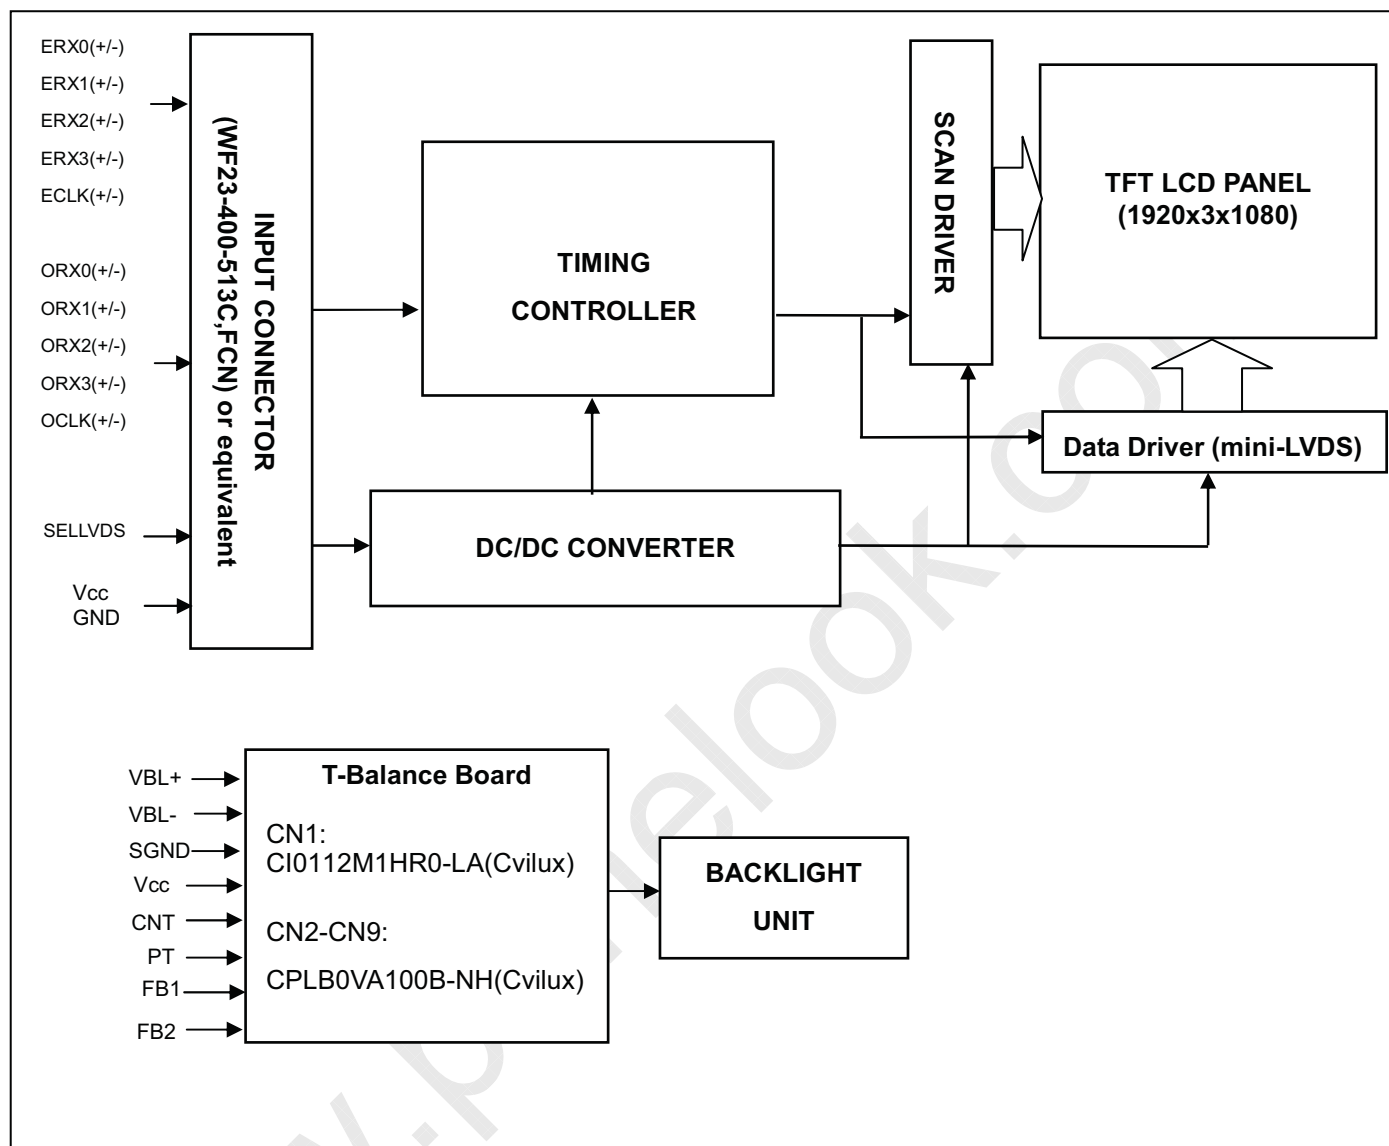 ERX0(+/-)
ERX1(+/-)
ERX2(+/-)
ERX3(+/-)
ECLK(+/-)
ORX0(+/-)
ORX1(+/-)
ORX2(+/-)
ORX3(+/-)
OCLK(+/-)
SELLVDS
Vcc
GND
INPUT CONNECTOR
(WF23-400-513C,FCN) or equivalent
TIMING
CONTROLLER
DC/DC CONVERTER
SCAN DRIVER
TFT LCD PANEL
(1920x3x1080)
Data Driver (mini-LVDS)
VBL+
VBL-
SGND
Vcc
CNT
PT
FB1
FB2
T-Balance Board
CN1:
CI0112M1HR0-LA(Cvilux)
CN2-CN9:
CPLB0VA100B-NH(Cvilux)
BACKLIGHT
UNIT